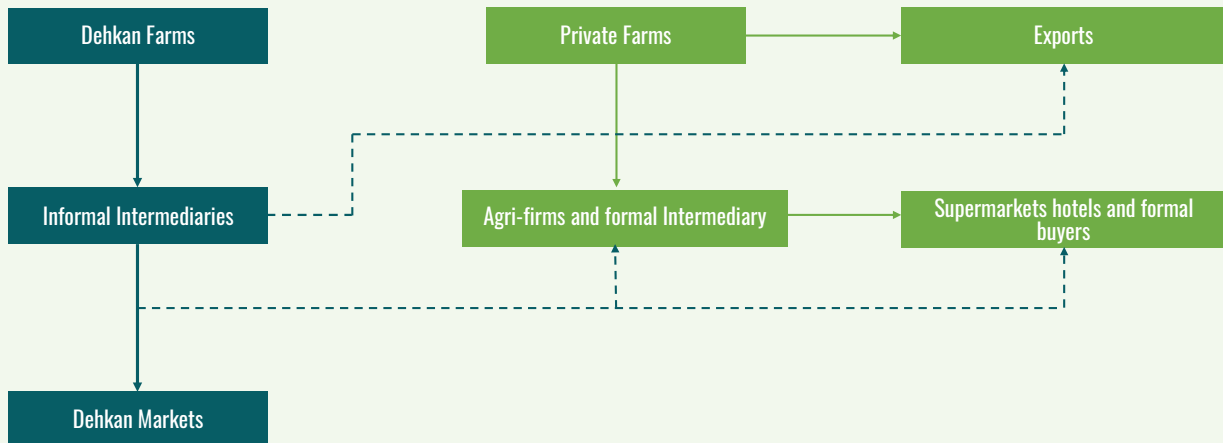 Dehkan Farms
Private Farms
Exports
Informal Intermediaries
Agri-firms and formal Intermediary
Supermarkets hotels and formal
buyers
Dehkan Markets